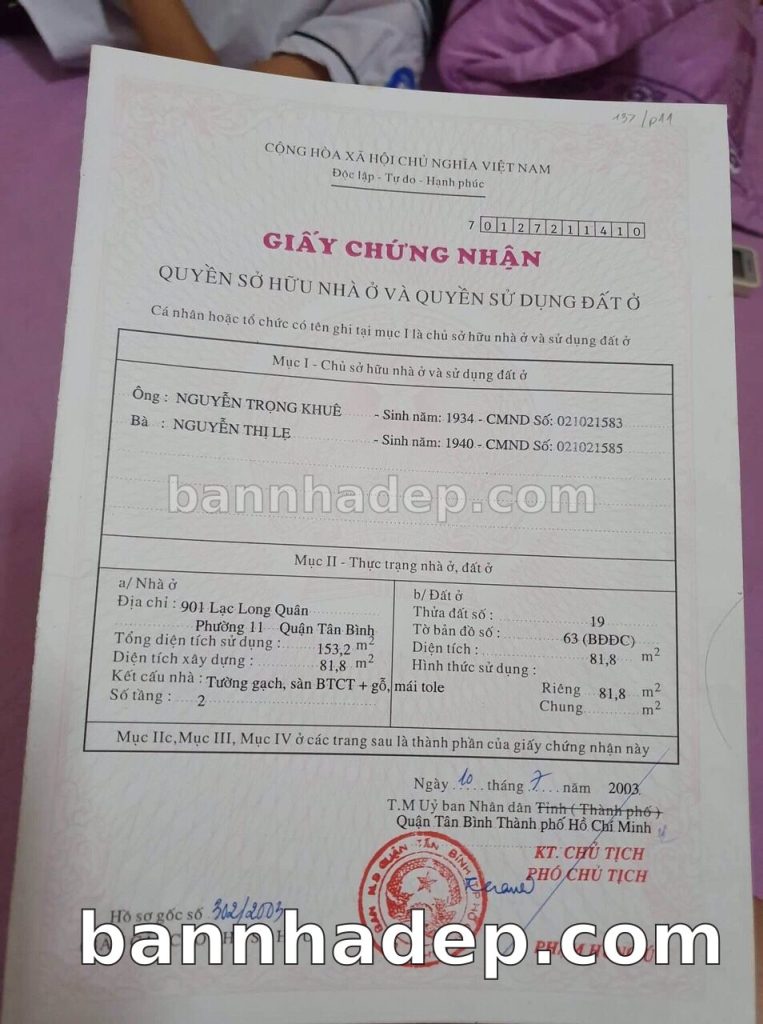 137/p11
CỘNG HÒA XÃ HỘI CHỦ NGHĨA VIỆT NAM
Độc lập - Tự do - Hạnh phúc
7 0127211410
GIẤY CHỨNG NHẬN
QUYỀN SỞ HỮU NHÀ Ở VÀ QUYỀN SỬ DỤNG ĐẤT Ở
Cá nhân hoặc tổ chức có tên ghi tại mục I là chủ sở hữu nhà ở và sử dụng đất ở
Mục I - Chủ sở hữu nhà ở và sử dụng đất ở
Ông : NGUYỄN TRỌNG KHUÊ - Sinh năm: 1934 - CMND Số: 021021583
Bà : NGUYỄN THỊ LẸ - Sinh năm: 1940 - CMND Số: 021021585
bannhadep.com
Mục II - Thực trạng nhà ở, đất ở
a/ Nhà ở
Địa chỉ : 901 Lạc Long Quân
Phường 11 Quận Tân Bình
Tổng diện tích sử dụng : 153,2 m2
Diện tích xây dựng : 81,8 m2
Kết cấu nhà : Tường gạch, sàn BTCT + gỗ, mái tole
Số tầng : 2
b/ Đất ở
Thửa đất số : 19
Tờ bản đồ số : 63 (BĐĐC)
Diện tích : 81,8 m2
Hình thức sử dụng :
Riêng 81,8 m2
Chung m2
Mục IIc, Mục III, Mục IV ở các trang sau là thành phần của giấy chứng nhận này
Ngày 10 tháng 7 năm 2003
T.M Uỷ ban Nhân dân Tỉnh ( Thành phố )
Quận Tân Bình Thành phố Hồ Chí Minh
KT. CHỦ TỊCH
PHÓ CHỦ TỊCH
Hồ sơ gốc số 302/2003
bannhadep.com